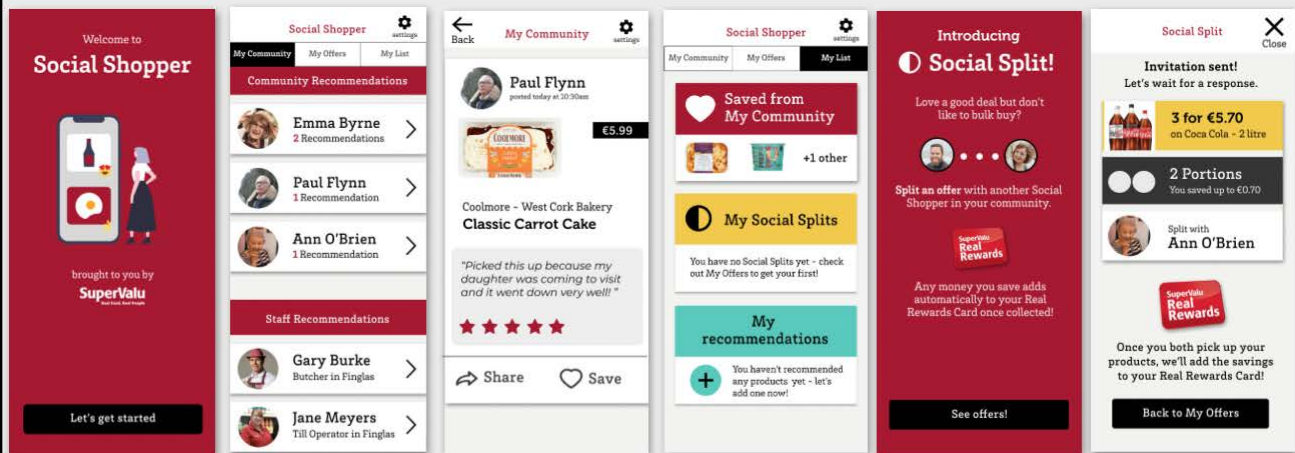 Welcome to
Social Shopper
brought to you by
SuperValu
Real Food, Real People
Let's get started
Social Shopper
settings
My Community
My Offers
My List
Community Recommendations
Emma Byrne
2 Recommendations
Paul Flynn
1 Recommendation
Ann O'Brien
1 Recommendation
Staff Recommendations
Gary Burke
Butcher in Finglas
Jane Meyers
Till Operator in Finglas
Back
My Community
settings
Paul Flynn
posted today at 10:30am
COOLMORE
€5.99
Coolmore - West Cork Bakery
Classic Carrot Cake
"Picked this up because my
daughter was coming to visit
and it went down very well! "
Share
Save
Social Shopper
settings
My Community
My Offers
My List
Saved from
My Community
+1 other
My Social Splits
You have no Social Splits yet - check
out My Offers to get your first!
My
recommendations
You haven't recommended
any products yet - let's
add one now!
Introducing
Social Split!
Love a good deal but don't
like to bulk buy?
Split an offer with another Social
Shopper in your community.
SuperValu
Real
Rewards
Any money you save adds
automatically to your Real
Rewards Card once collected!
See offers!
Social Split
Close
Invitation sent!
Let's wait for a response.
3 for €5.70
on Coca Cola - 2 litre
2 Portions
You saved up to €0.70
Split with
Ann O'Brien
SuperValu
Real
Rewards
Once you both pick up your
products, we'll add the savings
to your Real Rewards Card!
Back to My Offers